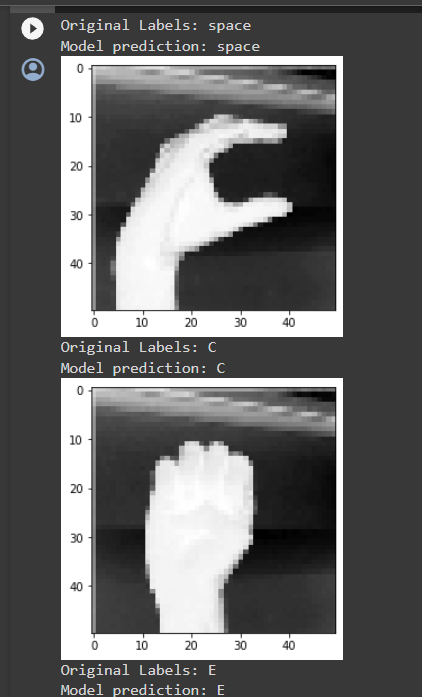 Original Labels: space
Model prediction: space
0
10
20
30
40
0 10 20 30 40
Original Labels: C
Model prediction: C
0
10
20
30
40
0 10 20 30 40
Original Labels: E
Model prediction: E